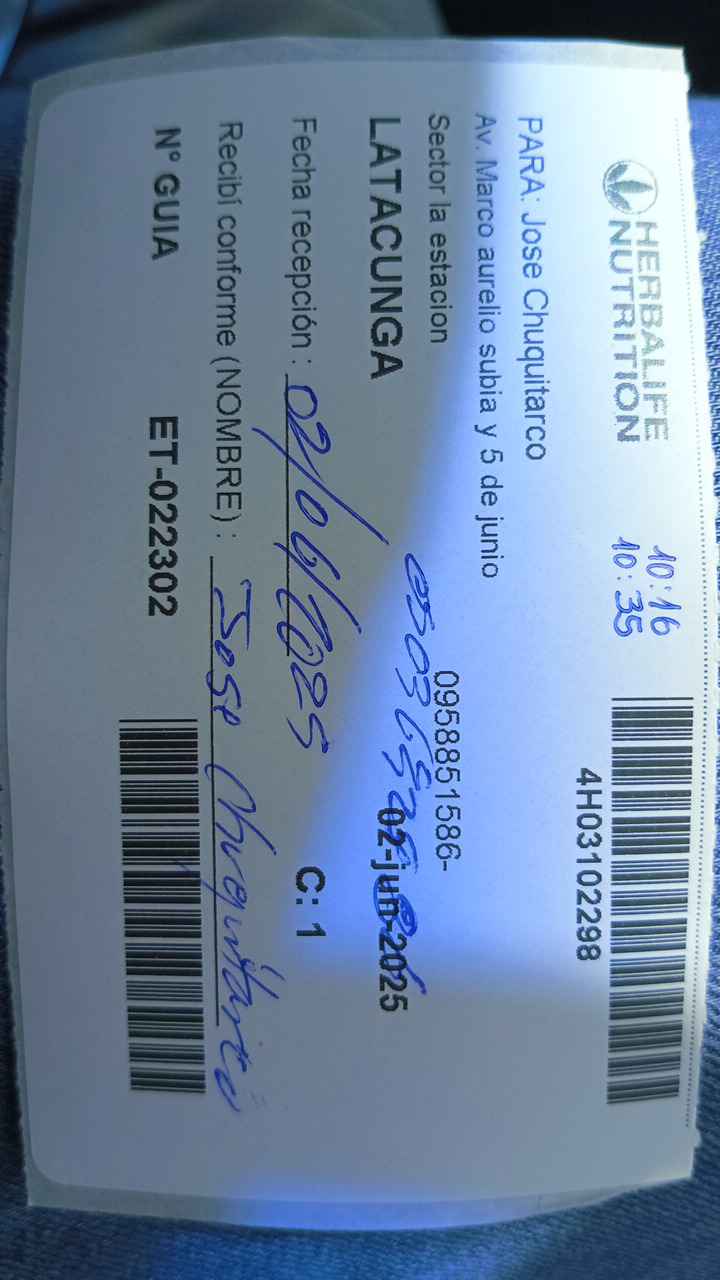 HERBALIFE
NUTRITION
10:16
10:35
4H03102298
PARA: Jose Chuquitarco
Av. Marco aurelio subia y 5 de junio
Sector la estacion
0958851586-
LATACUNGA
02-jun-2025
Fecha recepción : 02/06/2025
C: 1
Recibí conforme (NOMBRE) : Jose Chuquitarco
N° GUIA
ET-022302